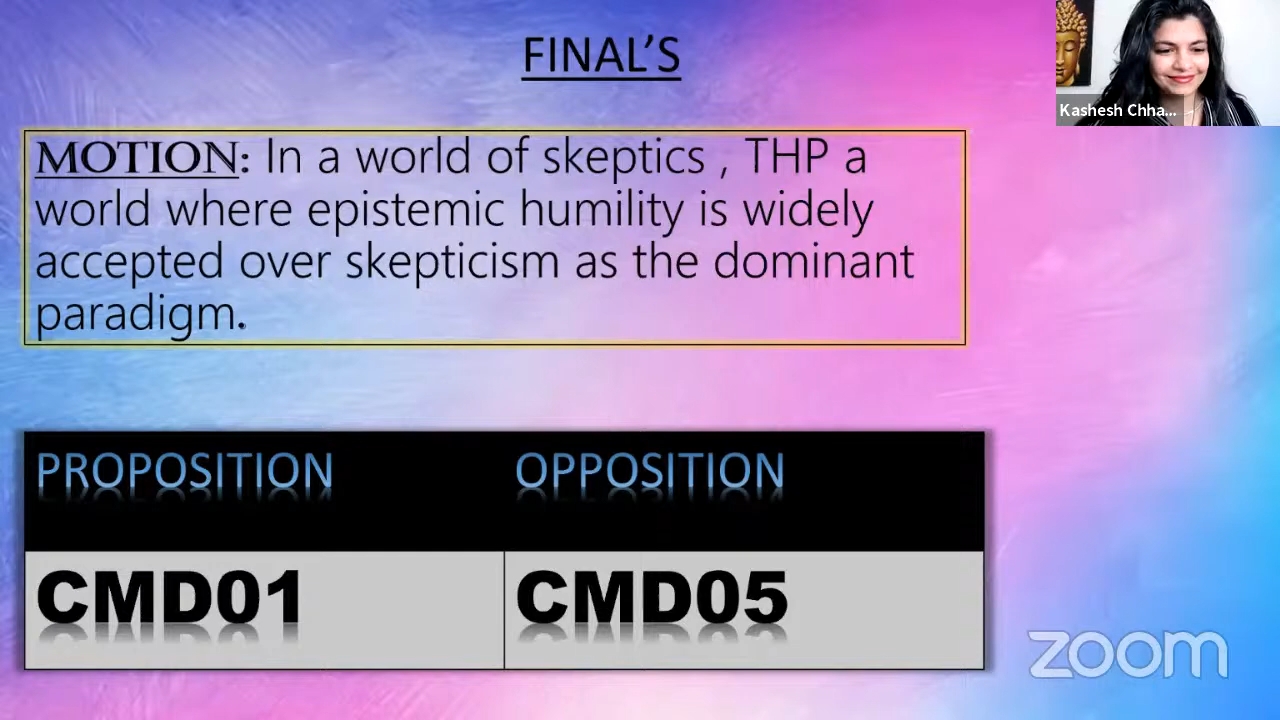 FINAL'S
Kashesh Chha...
MOTION: In a world of skeptics , THP a
world where epistemic humility is widely
accepted over skepticism as the dominant
paradigm.
PROPOSITION OPPOSITION
CMD01 CMD05
zoom